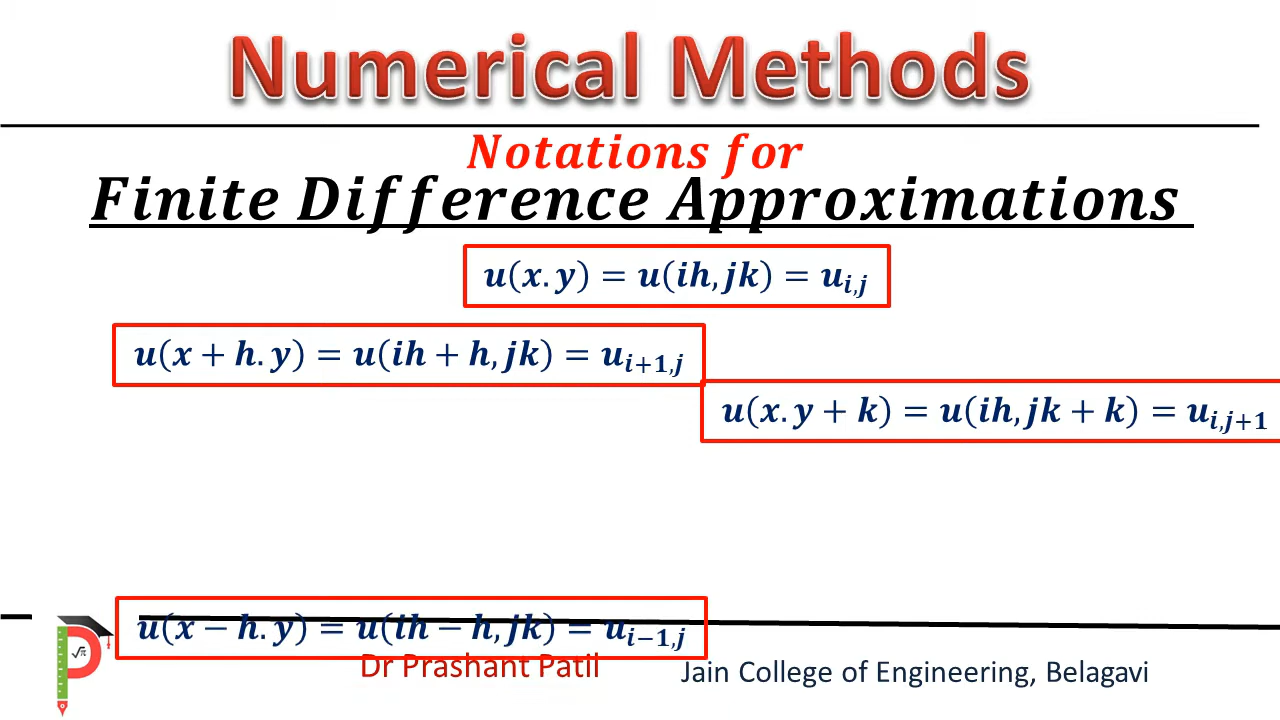 Numerical Methods
Notations for
Finite Difference Approximations
u(x.y) = u(ih, jk) = u_{i,j}
u(x + h.y) = u(ih + h, jk) = u_{i+1,j}
u(x.y + k) = u(ih, jk + k) = u_{i,j+1}
u(x − h.y) = u(ih − h, jk) = u_{i−1,j}
√π
Dr Prashant Patil
Jain College of Engineering, Belagavi